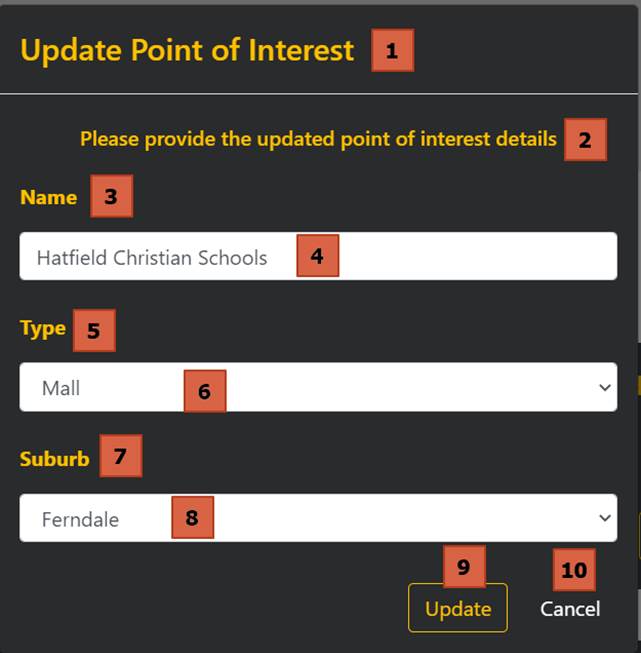 Update Point of Interest 1
Please provide the updated point of interest details 2
Name 3
Hatfield Christian Schools 4
Type 5
Mall 6
Suburb 7
Ferndale 8
9 10
Update Cancel